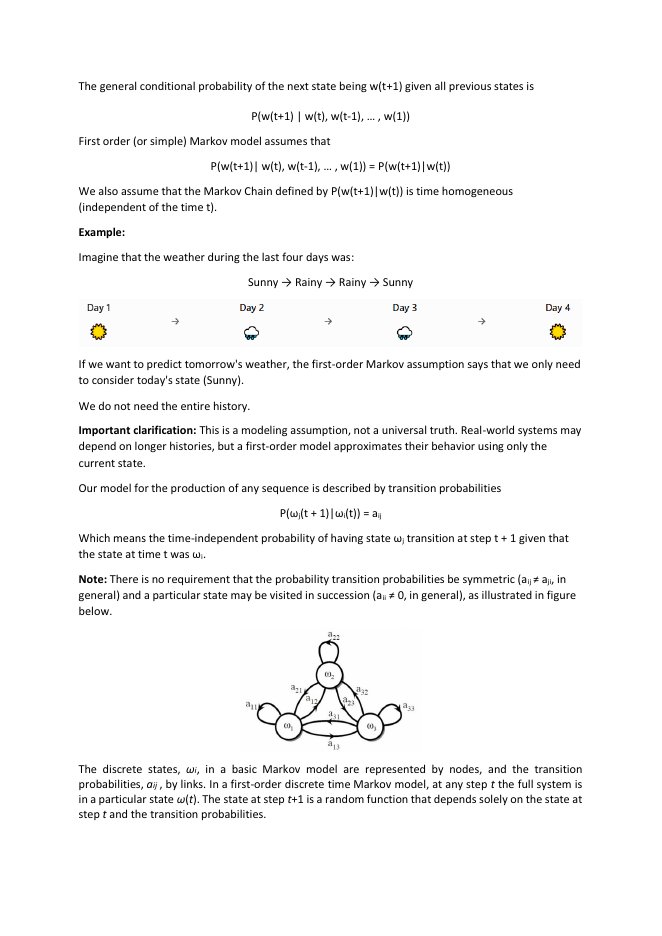 The general conditional probability of the next state being w(t+1) given all previous states is
P(w(t+1) | w(t), w(t-1), … , w(1))
First order (or simple) Markov model assumes that
P(w(t+1)| w(t), w(t-1), … , w(1)) = P(w(t+1)|w(t))
We also assume that the Markov Chain defined by P(w(t+1)|w(t)) is time homogeneous
(independent of the time t).
Example:
Imagine that the weather during the last four days was:
Sunny → Rainy → Rainy → Sunny
Day 1 → Day 2 → Day 3 → Day 4
If we want to predict tomorrow's weather, the first-order Markov assumption says that we only need
to consider today's state (Sunny).
We do not need the entire history.
Important clarification: This is a modeling assumption, not a universal truth. Real-world systems may
depend on longer histories, but a first-order model approximates their behavior using only the
current state.
Our model for the production of any sequence is described by transition probabilities
P(ωⱼ(t + 1)|ωᵢ(t)) = aᵢⱼ
Which means the time-independent probability of having state ωⱼ transition at step t + 1 given that
the state at time t was ωᵢ.
Note: There is no requirement that the probability transition probabilities be symmetric (aᵢⱼ ≠ aⱼᵢ, in
general) and a particular state may be visited in succession (aᵢᵢ ≠ 0, in general), as illustrated in figure
below.
a₂₂
ω₂
a₂₁ a₁₂ a₂₃ a₃₂
a₁₁ a₃₁ a₃₃
ω₁ ω₃
a₁₃
The discrete states, ωi, in a basic Markov model are represented by nodes, and the transition
probabilities, aᵢⱼ , by links. In a first-order discrete time Markov model, at any step t the full system is
in a particular state ω(t). The state at step t+1 is a random function that depends solely on the state at
step t and the transition probabilities.